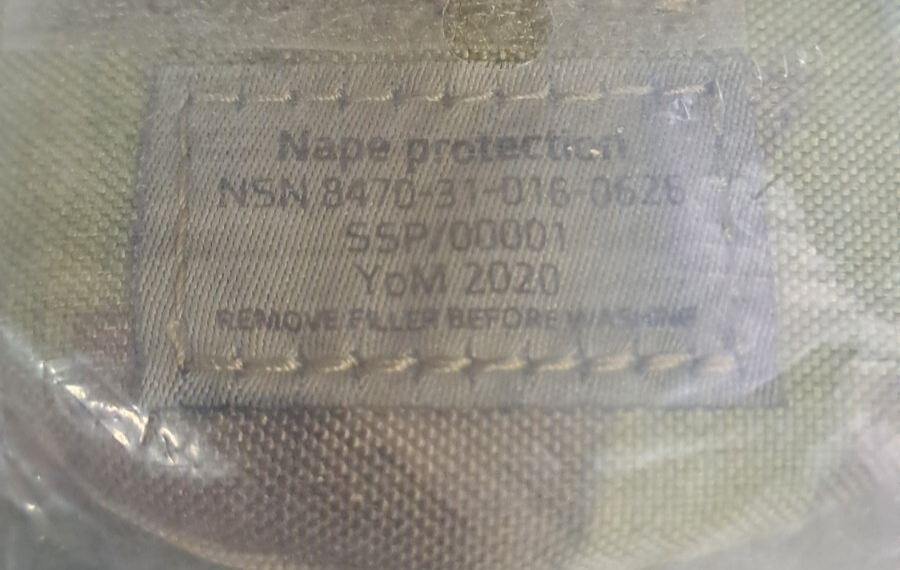 Nape protection
NSN 8470-31-016-0626
SSP/00001
YoM 2020
REMOVE FILLER BEFORE WASHING